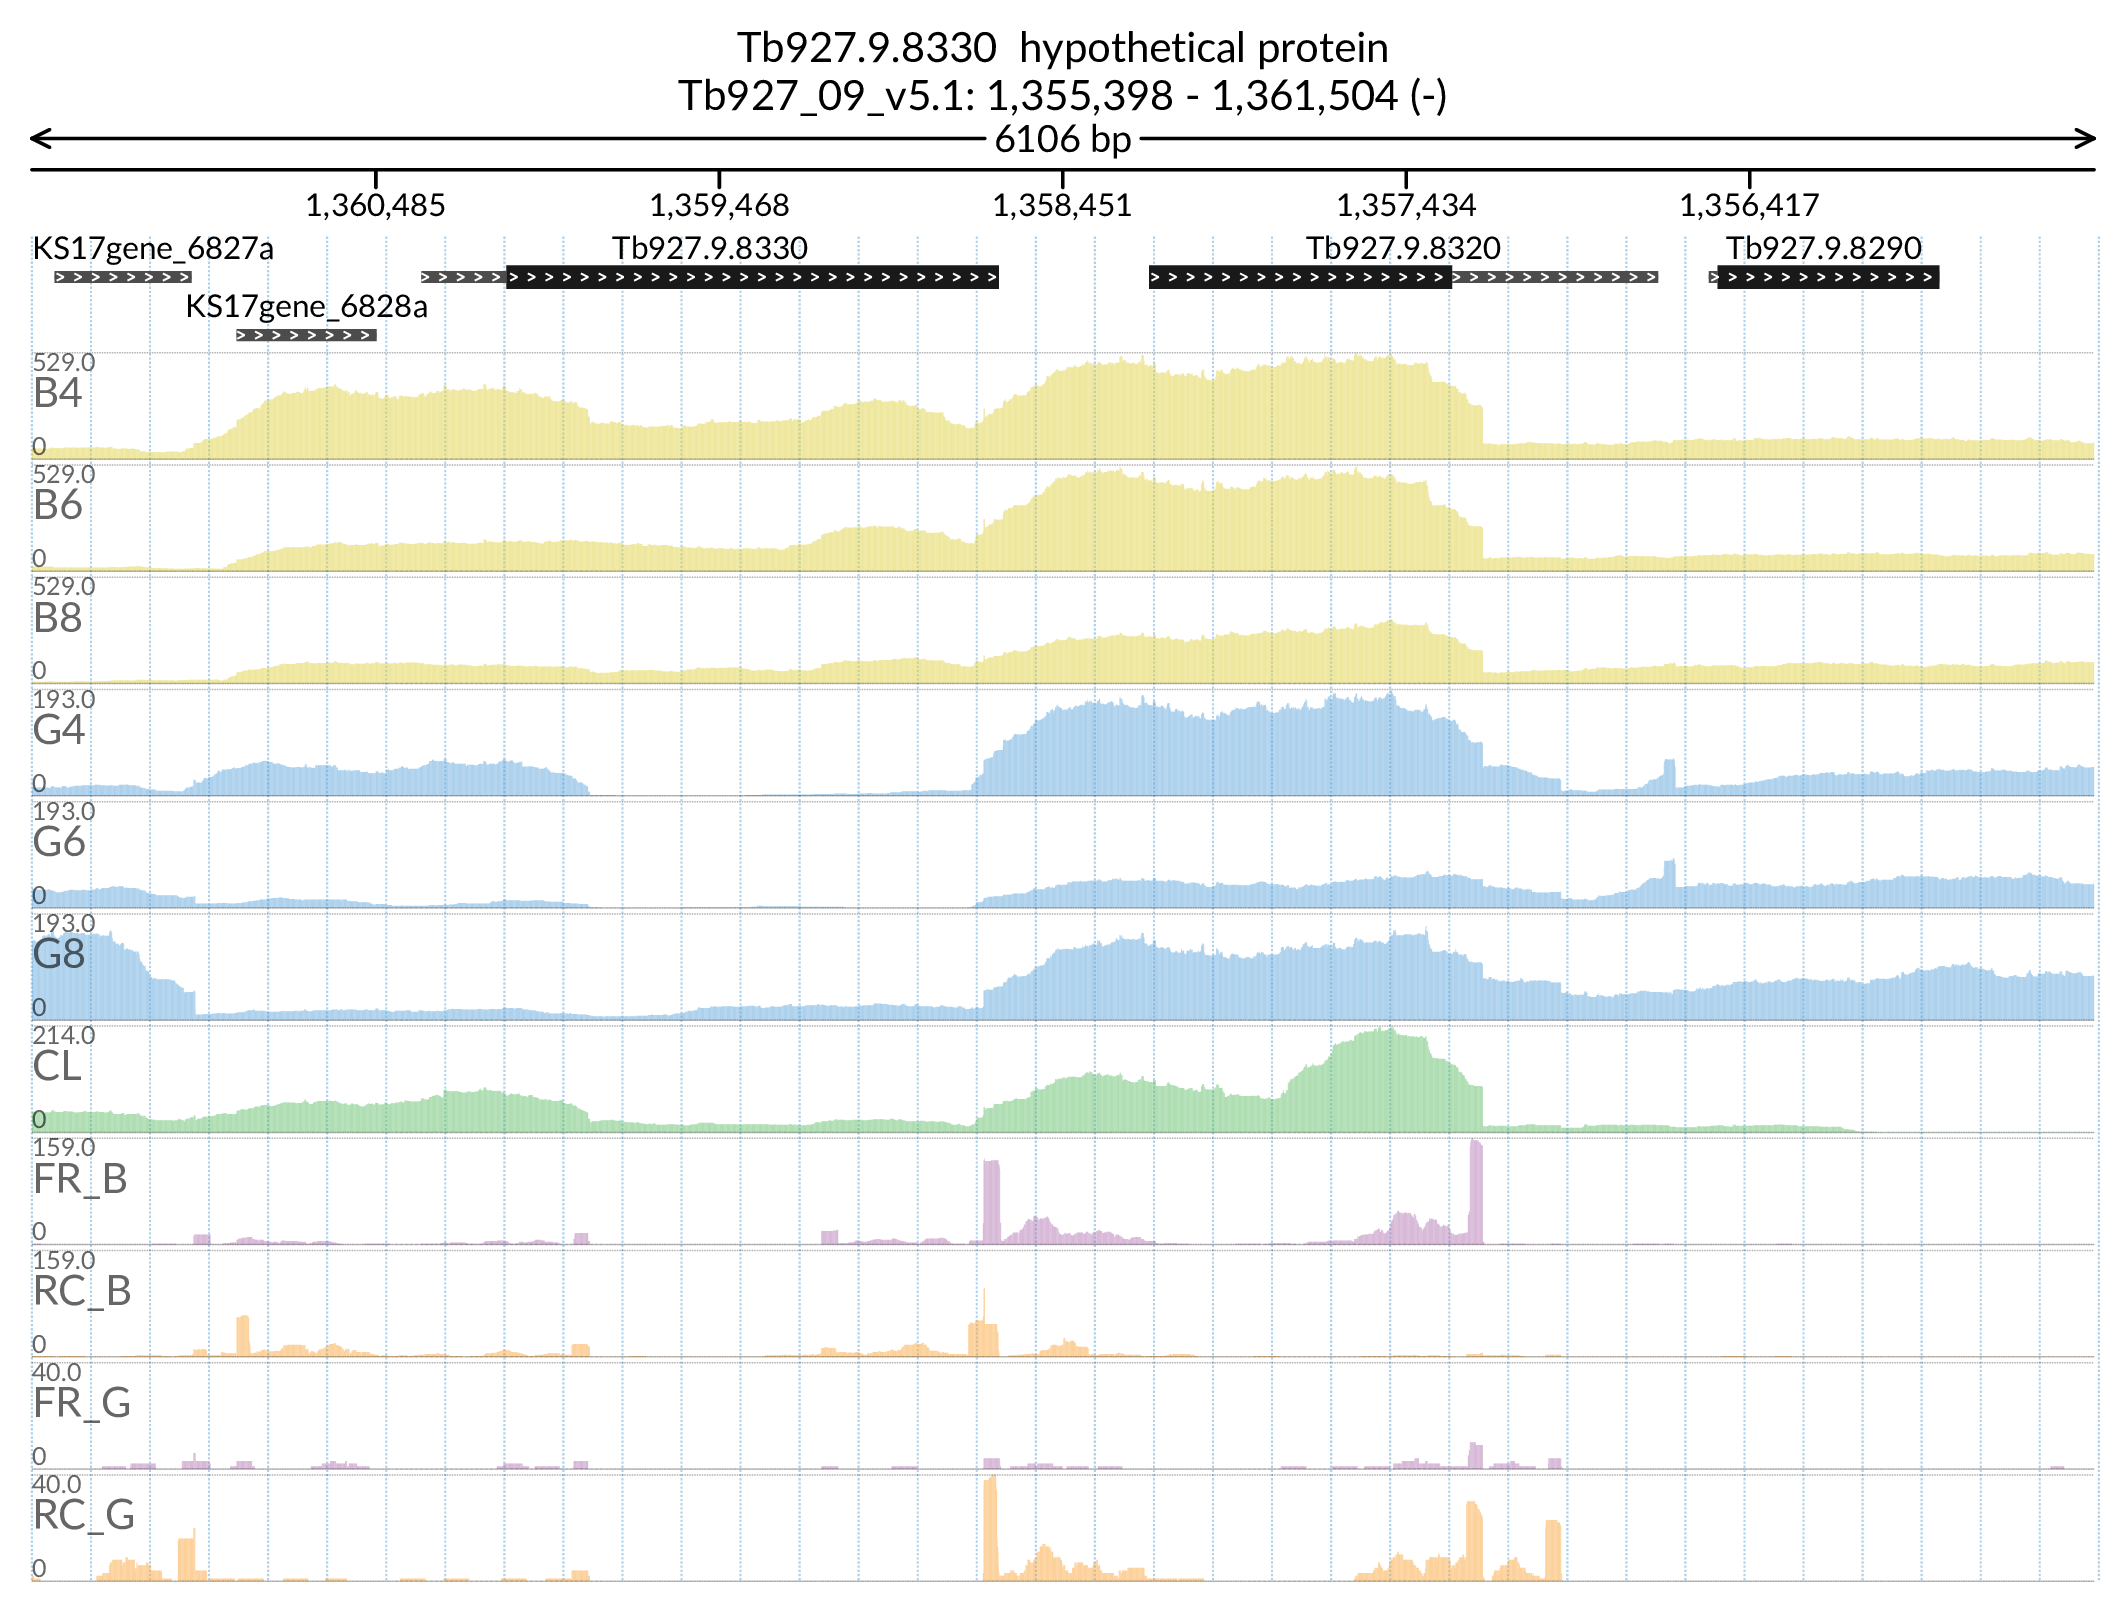 Tb927.9.8330  hypothetical protein
Tb927_09_v5.1: 1,355,398 - 1,361,504 (-)
6106 bp
1,360,485 1,359,468 1,358,451 1,357,434 1,356,417
KS17gene_6827a Tb927.9.8330 Tb927.9.8320 Tb927.9.8290
KS17gene_6828a
529.0
B4
0
529.0
B6
0
529.0
B8
0
193.0
G4
0
193.0
G6
0
193.0
G8
0
214.0
CL
0
159.0
FR_B
0
159.0
RC_B
0
40.0
FR_G
0
40.0
RC_G
0